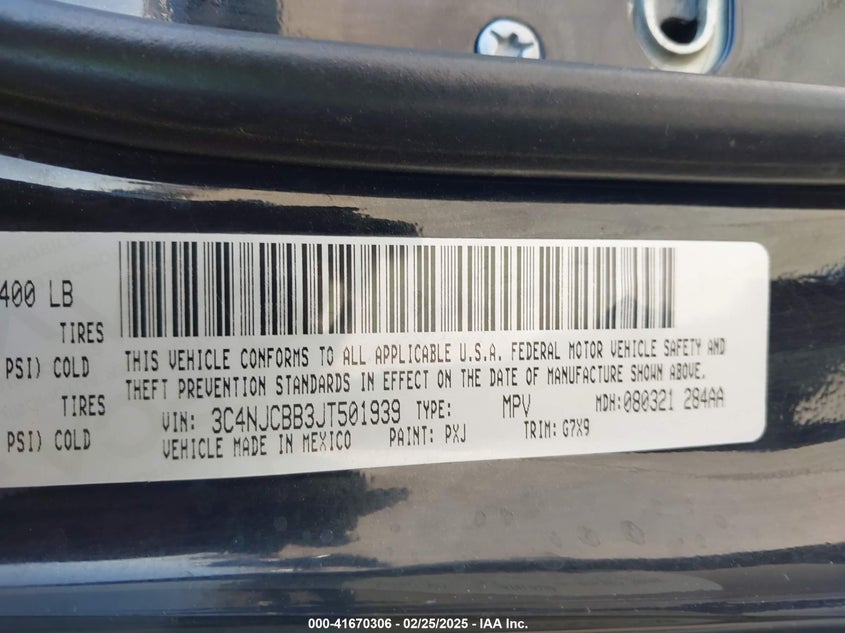 400 LB
TIRES
PSI) COLD
TIRES
PSI) COLD
THIS VEHICLE CONFORMS TO ALL APPLICABLE U.S.A. FEDERAL MOTOR VEHICLE SAFETY AND
THEFT PREVENTION STANDARDS IN EFFECT ON THE DATE OF MANUFACTURE SHOWN ABOVE.
VIN: 3C4NJCBB3JT501939 TYPE: MPV MDH:080321 284AA
VEHICLE MADE IN MEXICO PAINT: PXJ TRIM: G7X9
000-41670306 - 02/25/2025 - IAA Inc.